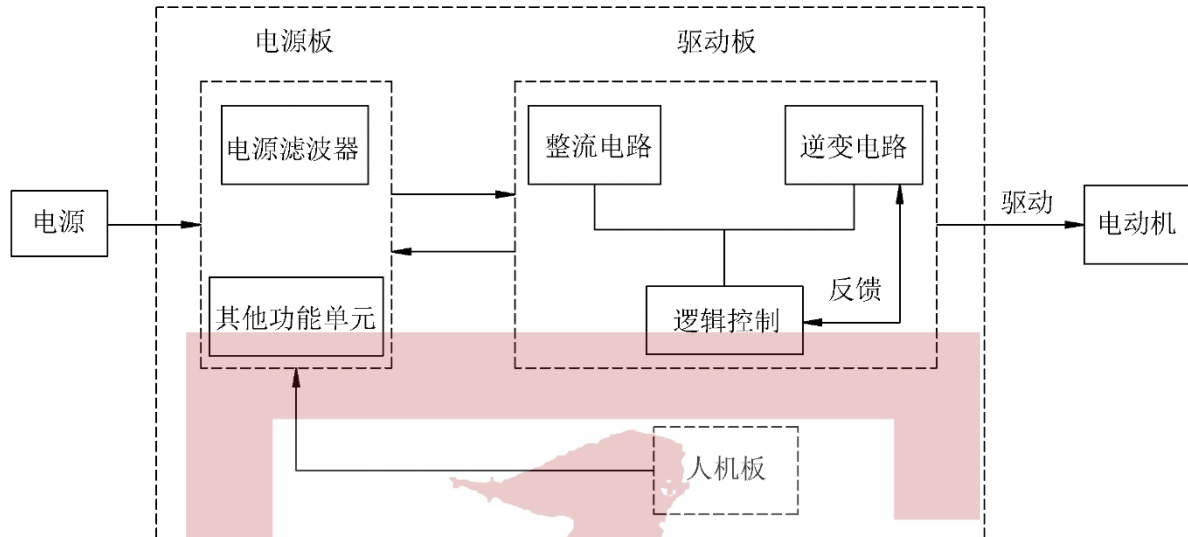 电源板
驱动板
电源滤波器
整流电路
逆变电路
电源
驱动
电动机
其他功能单元
反馈
逻辑控制
人机板